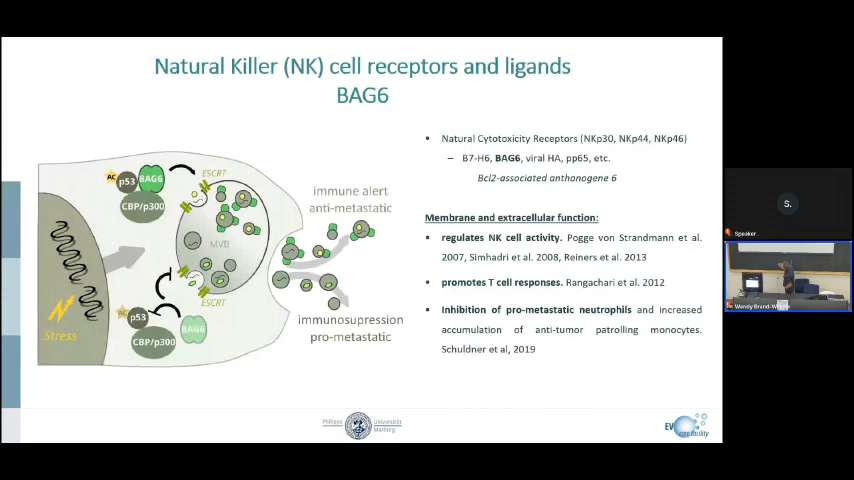 Natural Killer (NK) cell receptors and ligands
BAG6
• Natural Cytotoxicity Receptors (NKp30, NKp44, NKp46)
– B7-H6, BAG6, viral HA, pp65, etc.
Bcl2-associated anthanogene 6
Membrane and extracellular function:
• regulates NK cell activity. Pogge von Strandmann et al.
2007, Simhadri et al. 2008, Reiners et al. 2013
• promotes T cell responses. Rangachari et al. 2012
• Inhibition of pro-metastatic neutrophils and increased
accumulation of anti-tumor patrolling monocytes.
Schuldner et al, 2019
AC
p53
BAG6
CBP/p300
ESCRT
MVB
immune alert
anti-metastatic
ESCRT
AC
p53
CBP/p300
BAG6
Stress
immunosupression
pro-metastatic
Philipps
Universität
Marburg
EV
core facility
S.
Speaker .